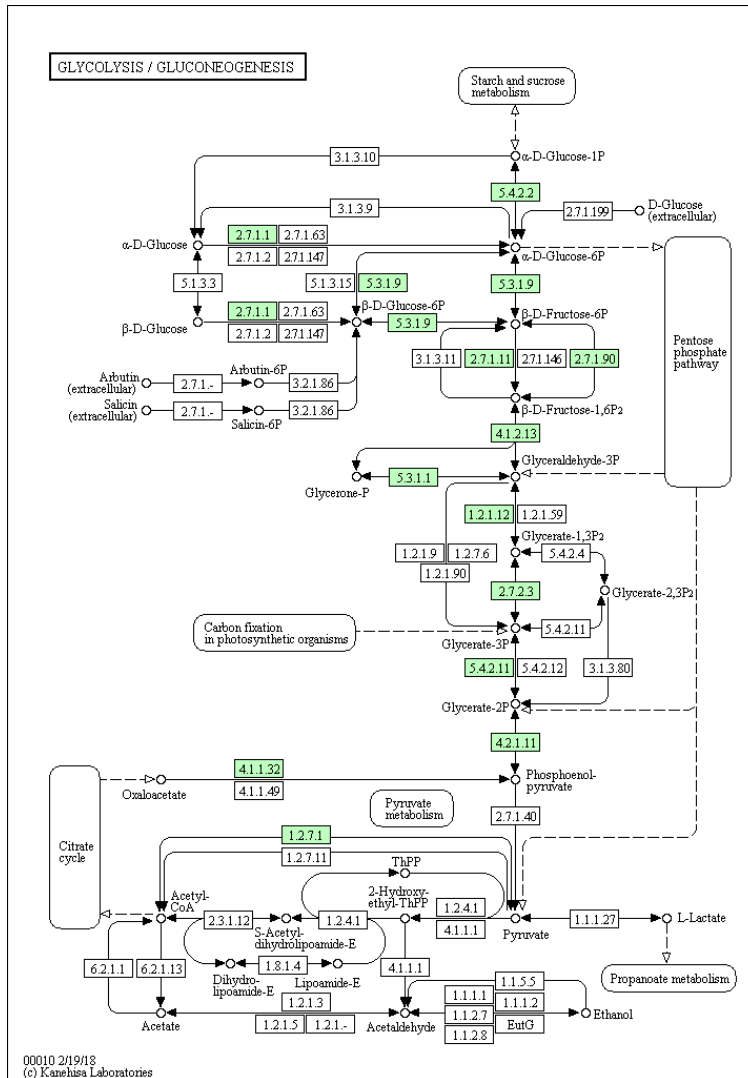 GLYCOLYSIS / GLUCONEOGENESIS
Starch and sucrose
metabolism
3.1.3.10
α-D-Glucose-1P
5.4.2.2
3.1.3.9
2.7.1.199
D-Glucose
(extracellular)
2.7.1.1
2.7.1.63
α-D-Glucose
2.7.1.2
2.7.1.147
α-D-Glucose-6P
5.1.3.3
5.1.3.15
5.3.1.9
5.3.1.9
β-D-Glucose-6P
β-D-Fructose-6P
2.7.1.1
2.7.1.63
5.3.1.9
β-D-Glucose
2.7.1.2
2.7.1.147
Pentose
phosphate
pathway
3.1.3.11
2.7.1.11
2.7.1.146
2.7.1.90
Arbutin
(extracellular)
2.7.1.-
Arbutin-6P
3.2.1.86
Salicin
(extracellular)
2.7.1.-
Salicin-6P
3.2.1.86
β-D-Fructose-1,6P2
4.1.2.13
Glyceraldehyde-3P
Glycerone-P
5.3.1.1
1.2.1.12
1.2.1.59
Glycerate-1,3P2
1.2.1.9
1.2.7.6
1.2.1.90
5.4.2.4
2.7.2.3
Glycerate-2,3P2
Carbon fixation
in photosynthetic organisms
5.4.2.11
Glycerate-3P
5.4.2.11
5.4.2.12
3.1.3.80
Glycerate-2P
4.2.1.11
4.1.1.32
Oxaloacetate
4.1.1.49
Phosphoenol-
pyruvate
Citrate
cycle
Pyruvate
metabolism
2.7.1.40
1.2.7.1
1.2.7.11
ThPP
Acetyl-
CoA
2-Hydroxy-
ethyl-ThPP
2.3.1.12
1.2.4.1
1.2.4.1
4.1.1.1
Pyruvate
1.1.1.27
L-Lactate
S-Acetyl-
dihydrolipoamide-E
6.2.1.1
6.2.1.13
1.8.1.4
Dihydro-
lipoamide-E
Lipoamide-E
4.1.1.1
Propanoate metabolism
1.2.1.3
1.2.1.5
1.2.1.-
Acetate
Acetaldehyde
1.1.5.5
1.1.1.1
1.1.1.2
1.1.2.7
EutG
1.1.2.8
Ethanol
00010 2/19/18
(c) Kanehisa Laboratories